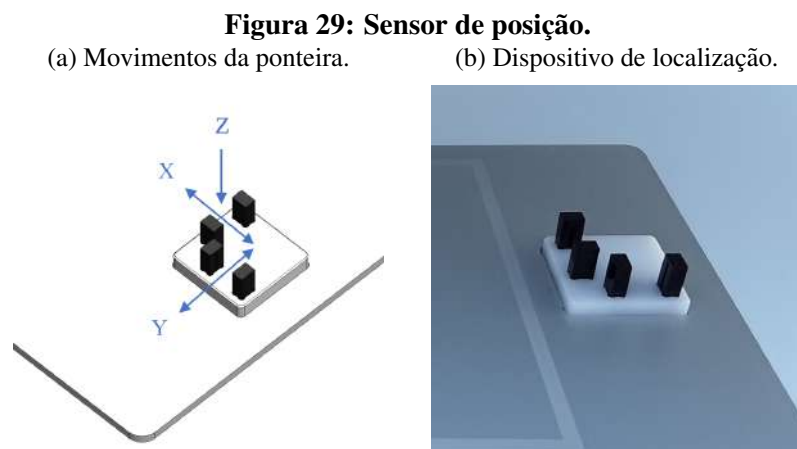 Figura 29: Sensor de posição.
(a) Movimentos da ponteira.
(b) Dispositivo de localização.
Z
X
Y